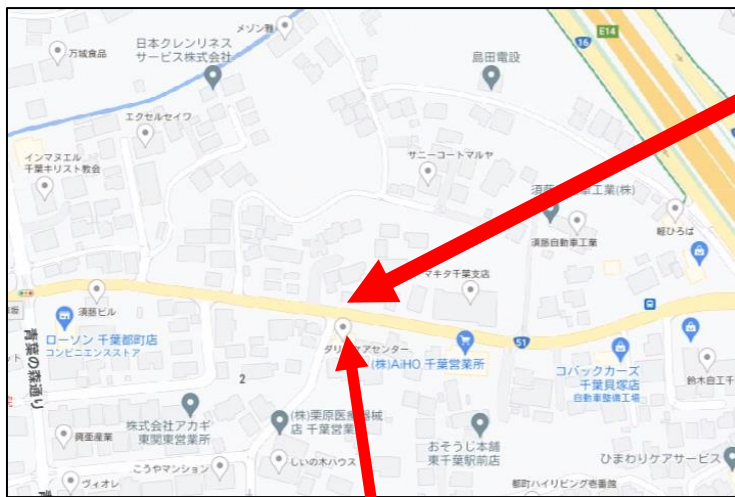 メゾン雅
万城食品
日本クレンリネス
サービス株式会社
島田電設
E14
16
エクセルセイワ
インマヌエル
千葉キリスト教会
サニーコートマルヤ
車工業(株)
須藤自動車工業
軽ひろば
マキタ千葉支店
須藤ビル
ローソン 千葉都町店
コンビニエンスストア
青葉の森通り
アセンター
(株)AiHO 千葉営業所
51
コバックカーズ
千葉貝塚店
自動車整備工場
鈴木自工千
2
株式会社アカギ
東関東営業所
(株)栗原医
器械
店 千葉営業
興亜産業
こうやマンション
しいの木ハウス
おそうじ本舗
東千葉駅前店
ひまわりケアサービス
ヴィオレ
都町ハイリビング壱番館